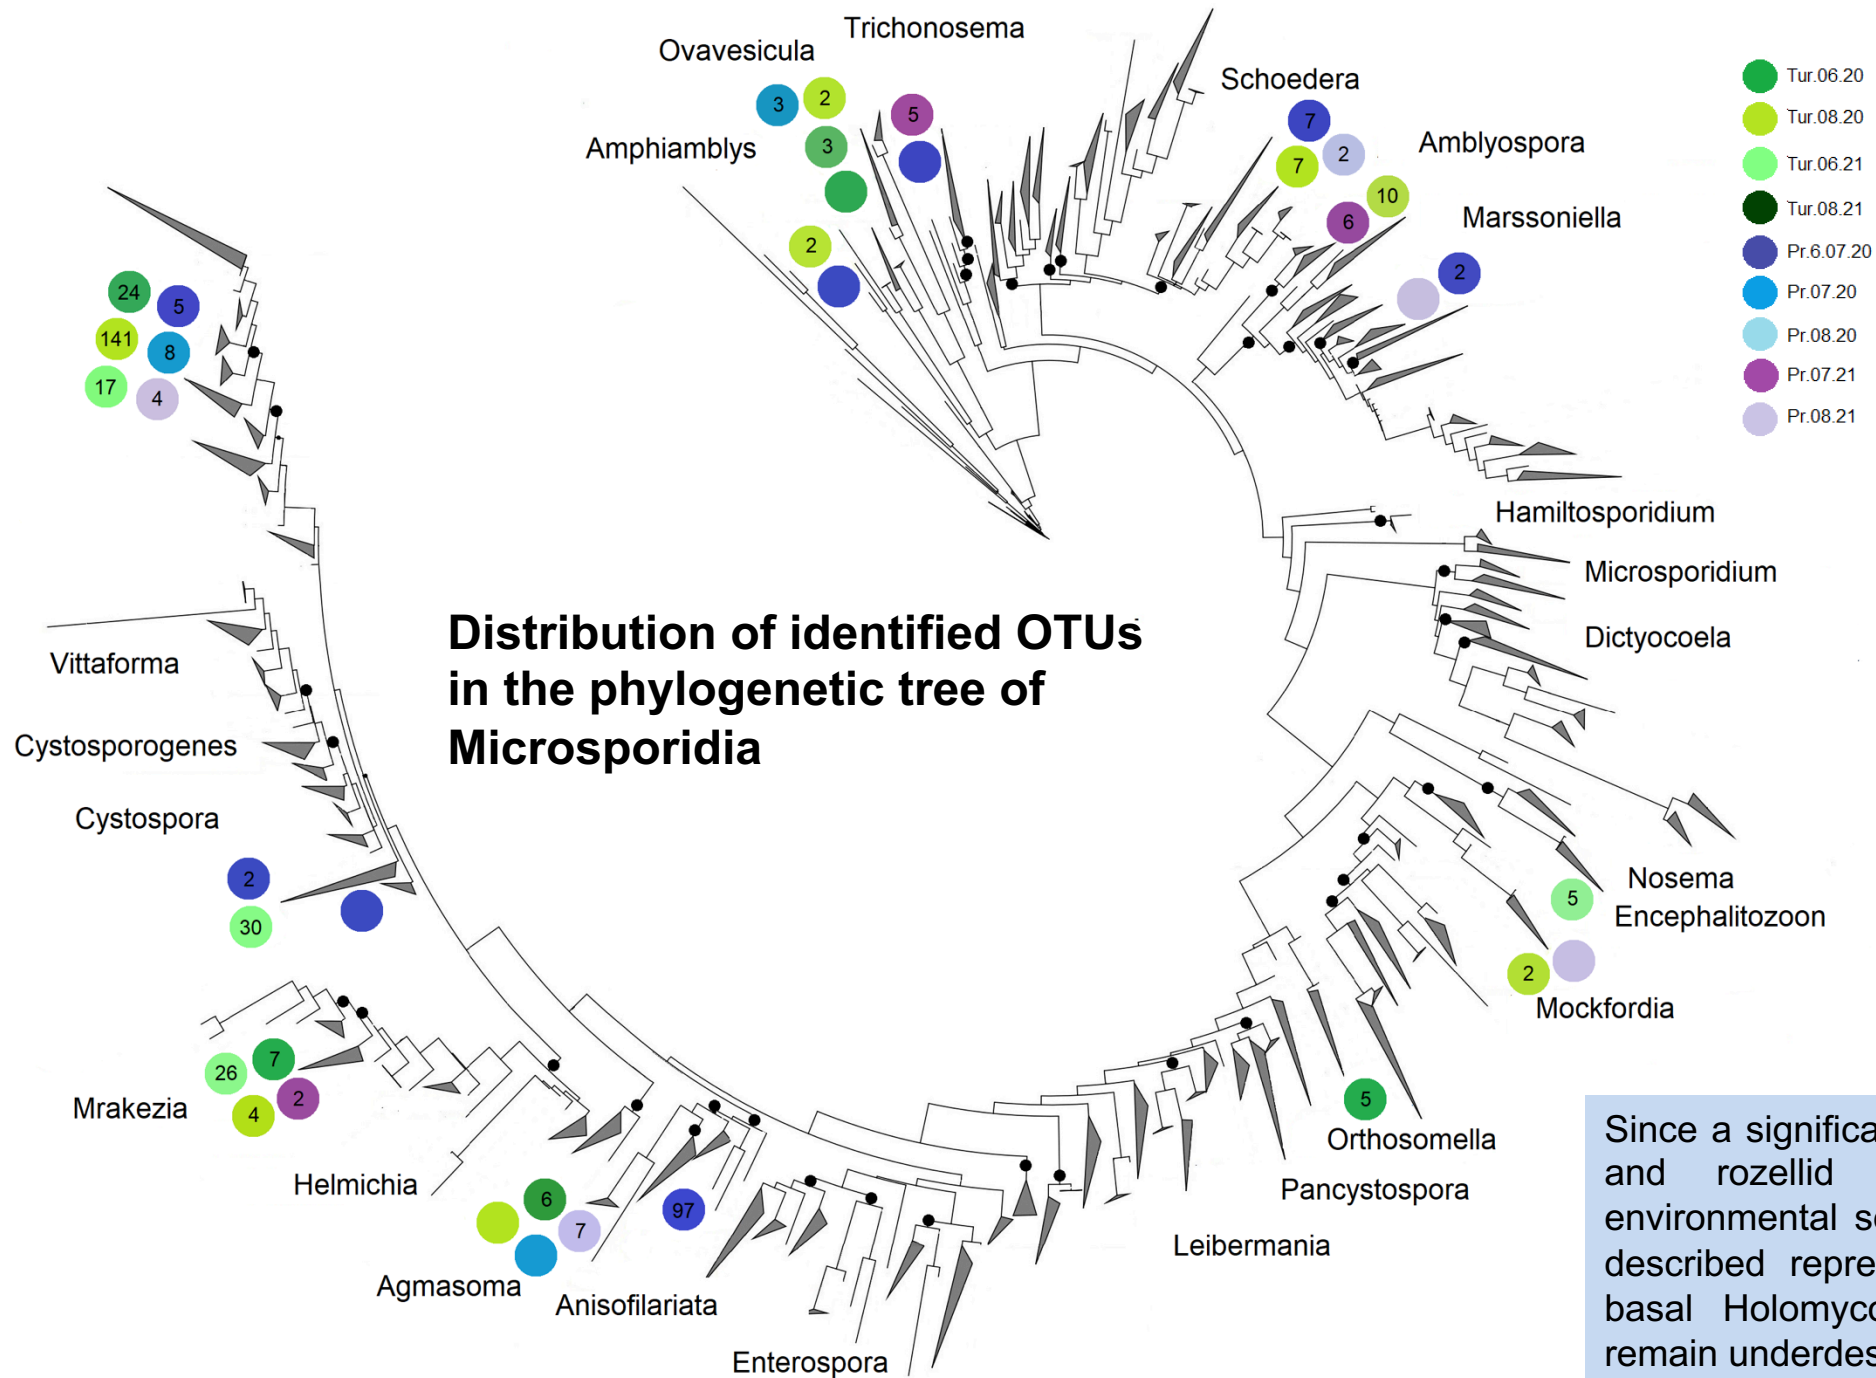 Trichonosema
Ovavesicula
Schoedera
Amphiamblys
Amblyospora
Marssoniella
3
2
5
3
7
2
7
10
6
2
2
Tur.06.20
Tur.08.20
Tur.06.21
Tur.08.21
Pr.6.07.20
Pr.07.20
Pr.08.20
Pr.07.21
Pr.08.21
24
5
141
8
17
4
Hamiltosporidium
Microsporidium
Dictyocoela
Distribution of identified OTUs
in the phylogenetic tree of
Microsporidia
Vittaforma
Cystosporogenes
Cystospora
2
30
Nosema
5
Encephalitozoon
2
Mockfordia
26
7
4
2
Mrakezia
5
Orthosomella
Pancystospora
Leibermania
Helmichia
6
7
97
Agmasoma
Anisofilariata
Enterospora
Since a significa
and rozellid
environmental s
described repre
basal Holomyc
remain underdes